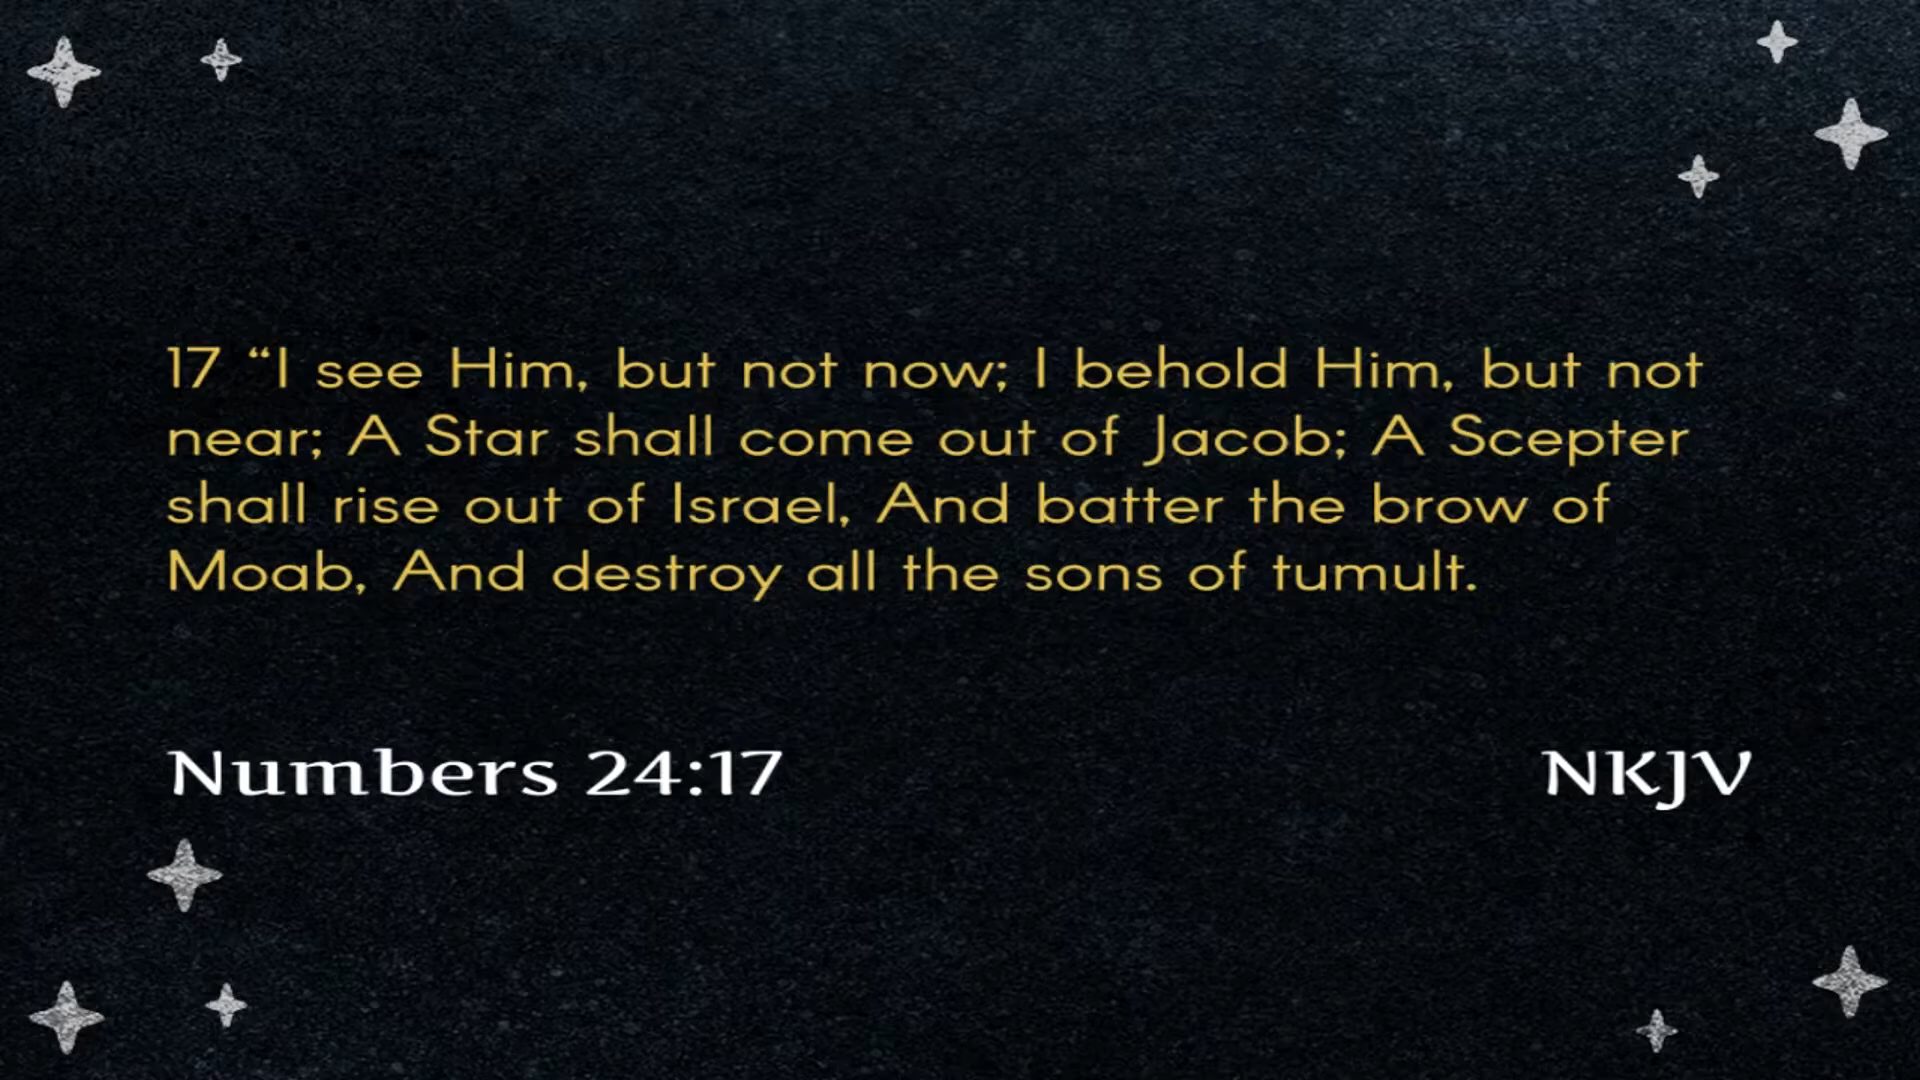 17 “I see Him, but not now; I behold Him, but not
near; A Star shall come out of Jacob; A Scepter
shall rise out of Israel, And batter the brow of
Moab, And destroy all the sons of tumult.
Numbers 24:17 NKJV